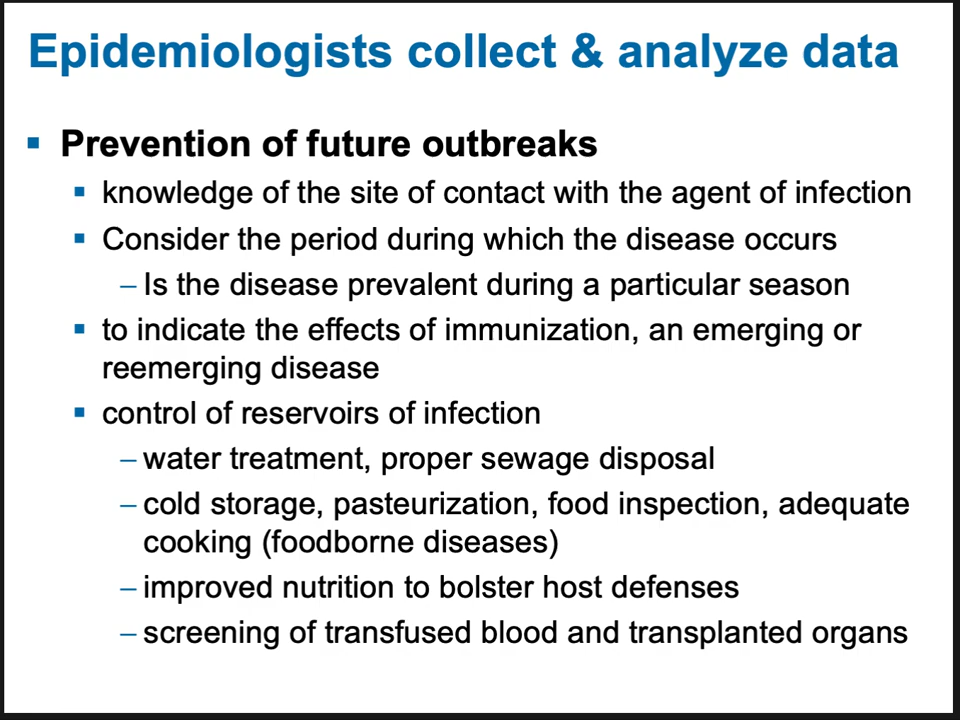 Epidemiologists collect & analyze data
▪ Prevention of future outbreaks
▪ knowledge of the site of contact with the agent of infection
▪ Consider the period during which the disease occurs
– Is the disease prevalent during a particular season
▪ to indicate the effects of immunization, an emerging or
reemerging disease
▪ control of reservoirs of infection
– water treatment, proper sewage disposal
– cold storage, pasteurization, food inspection, adequate
cooking (foodborne diseases)
– improved nutrition to bolster host defenses
– screening of transfused blood and transplanted organs